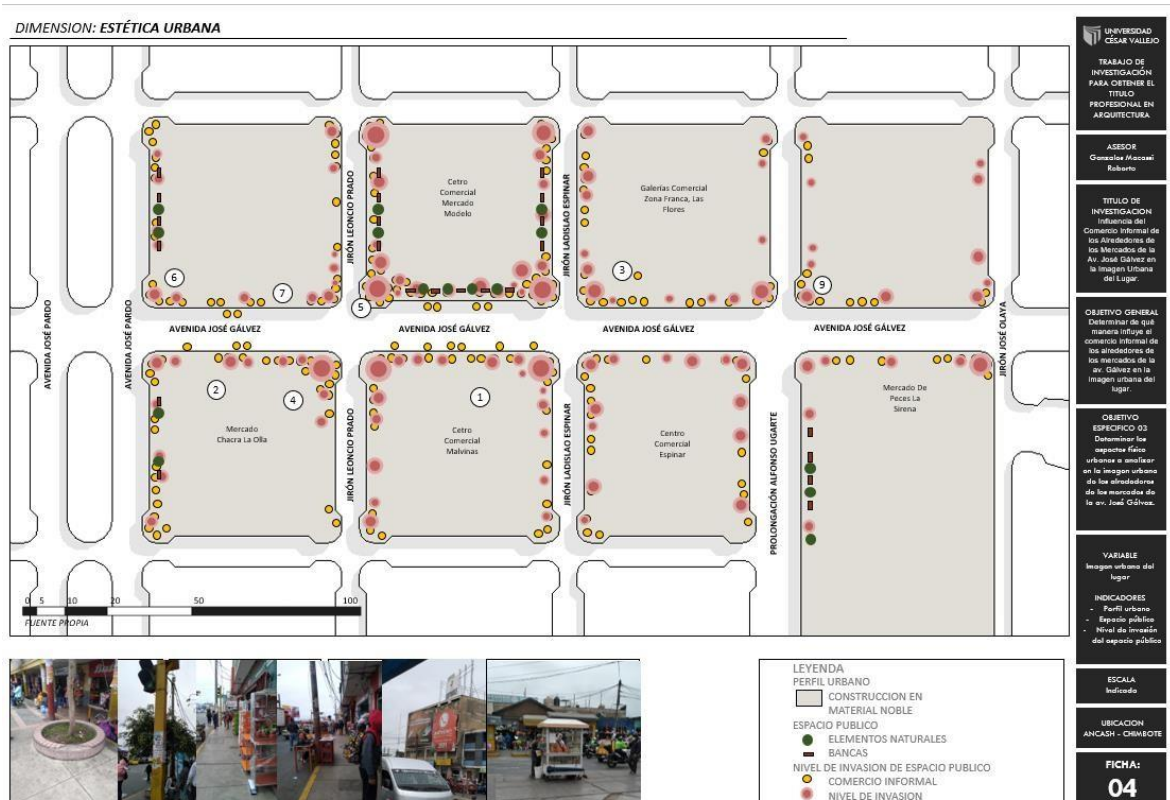 DIMENSION: ESTÉTICA URBANA
Cetro
Comercial
Mercado
Modelo
Galerías Comercial
Zona Franca, Las
Flores
JIRÓN LEONCIO PRADO
JIRÓN LADISLAO ESPINAR
6
7
5
3
9
AVENIDA JOSÉ PARDO
AVENIDA JOSÉ PARDO
AVENIDA JOSÉ GÁLVEZ
AVENIDA JOSÉ GÁLVEZ
AVENIDA JOSÉ GÁLVEZ
AVENIDA JOSÉ GÁLVEZ
JIRÓN JOSÉ OLAYA
2
4
1
Mercado
Chacra La Olla
Cetro
Comercial
Malvinas
Centro
Comercial
Espinar
Mercado De
Peces La
Sirena
JIRÓN LEONCIO PRADO
JIRÓN LADISLAO ESPINAR
PROLONGACIÓN ALFONSO UGARTE
0 5 10 20 50 100
FUENTE PROPIA
LEYENDA
PERFIL URBANO
CONSTRUCCION EN
MATERIAL NOBLE
ESPACIO PUBLICO
ELEMENTOS NATURALES
BANCAS
NIVEL DE INVASION DE ESPACIO PUBLICO
COMERCIO INFORMAL
NIVEL DE INVASION
UNIVERSIDAD
CÉSAR VALLEJO
TRABAJO DE
INVESTIGACIÓN
PARA OBTENER EL
TITULO
PROFESIONAL EN
ARQUITECTURA
ASESOR
Gonzales Macassi
Roberto
TITULO DE
INVESTIGACION
Influencia del
Comercio Informal de
los Alrededores de
los Mercados de la
Av. José Gálvez en
la Imagen Urbana
del Lugar.
OBJETIVO GENERAL
Determinar de qué
manera influye el
comercio informal de
los alrededores de
los mercados de la
av. Gálvez en la
imagen urbana del
lugar.
OBJETIVO
ESPECIFICO 03
Determinar los
aspectos físico
urbanos a analizar
en la imagen urbana
de los alrededores
de los mercados de
la av. José Gálvez.
VARIABLE
Imagen urbana del
lugar
INDICADORES
- Perfil urbano
- Espacio público
- Nivel de invasión
del espacio público
ESCALA
Indicada
UBICACION
ANCASH - CHIMBOTE
FICHA:
04